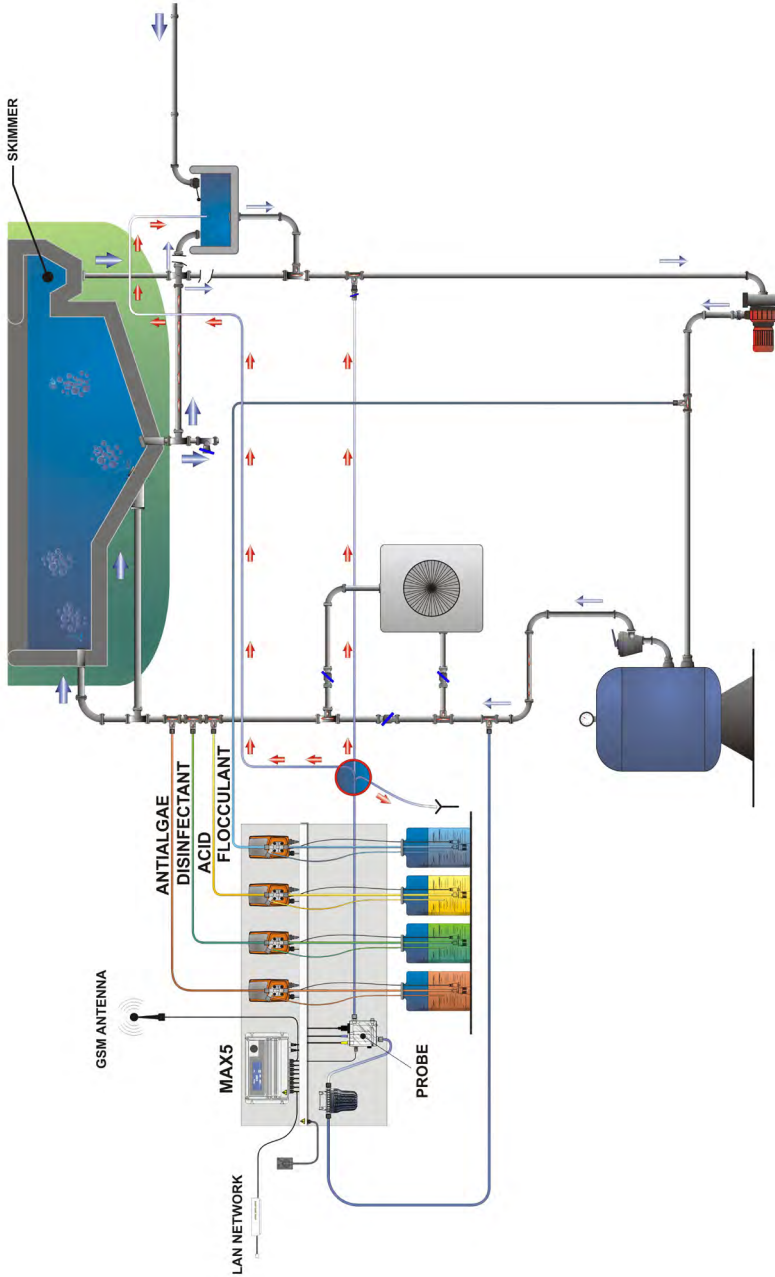 SKIMMER
ANTIALGAE
DISINFECTANT
ACID
FLOCCULANT
GSM ANTENNA
MAX5
PROBE
LAN NETWORK